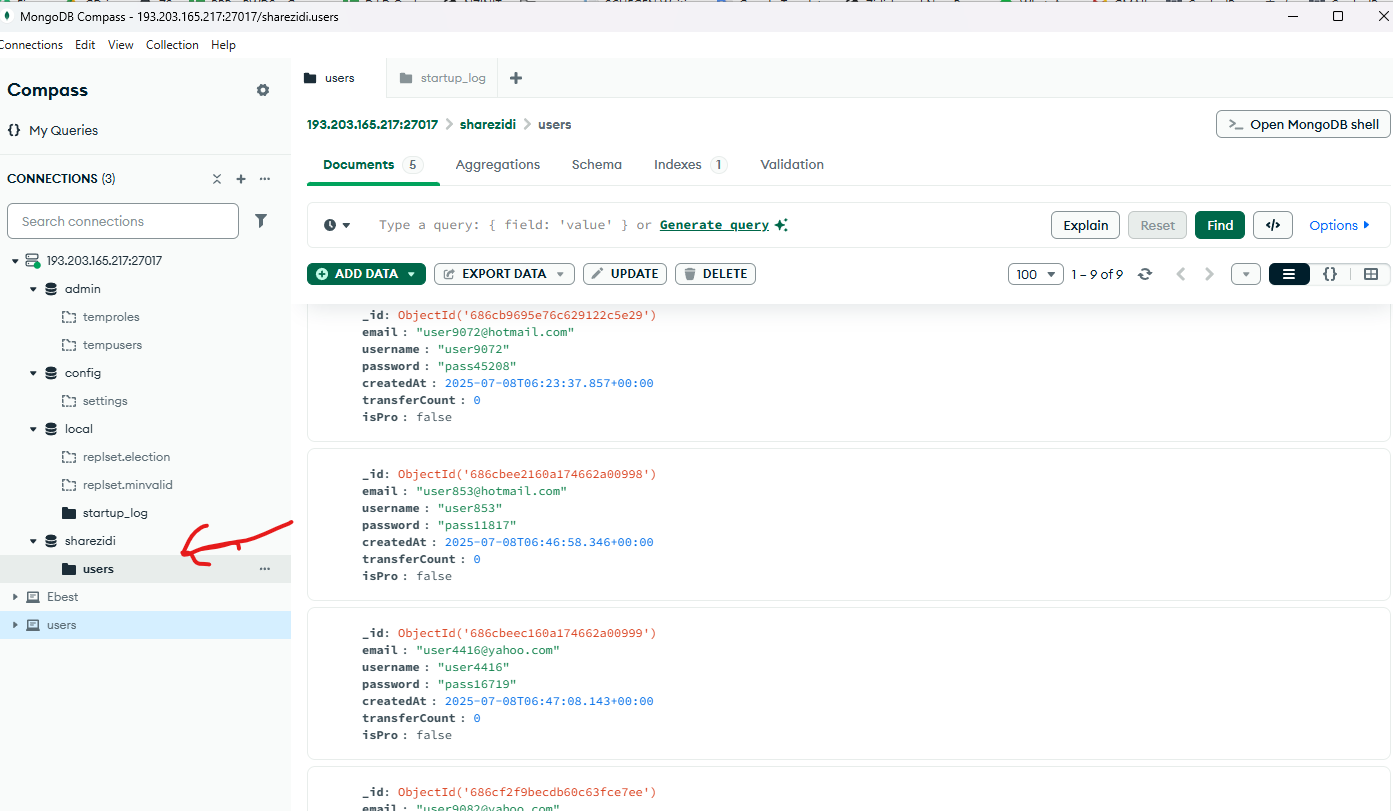 MongoDB Compass - 193.203.165.217:27017/sharezidi.users
Connections Edit View Collection Help
Compass
My Queries
CONNECTIONS (3)
Search connections
193.203.165.217:27017
admin
temproles
tempusers
config
settings
local
replset.election
replset.minvalid
startup_log
sharezidi
users
Ebest
users
users
startup_log
193.203.165.217:27017 > sharezidi > users
>_ Open MongoDB shell
Documents 5 Aggregations Schema Indexes 1 Validation
Type a query: { field: 'value' } or Generate query
Explain Reset Find </> Options
ADD DATA EXPORT DATA UPDATE DELETE
100 1 – 9 of 9 {}
_id: ObjectId('686cb9695e76c629122c5e29')
email : "user9072@hotmail.com"
username : "user9072"
password : "pass45208"
createdAt : 2025-07-08T06:23:37.857+00:00
transferCount : 0
isPro : false
_id: ObjectId('686cbee2160a174662a00998')
email : "user853@hotmail.com"
username : "user853"
password : "pass11817"
createdAt : 2025-07-08T06:46:58.346+00:00
transferCount : 0
isPro : false
_id: ObjectId('686cbeec160a174662a00999')
email : "user4416@yahoo.com"
username : "user4416"
password : "pass16719"
createdAt : 2025-07-08T06:47:08.143+00:00
transferCount : 0
isPro : false
_id: ObjectId('686cf2f9becdb60c63fce7ee')
email : "user9082@yahoo.com"